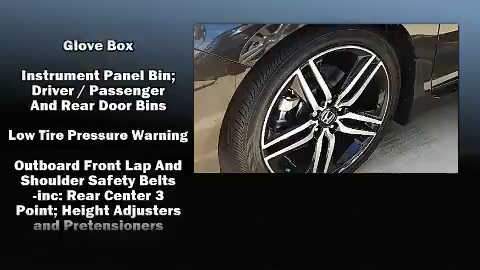 Glove Box
Instrument Panel Bin;
Driver / Passenger
And Rear Door Bins
Low Tire Pressure Warning
Outboard Front Lap And
Shoulder Safety Belts
-inc: Rear Center 3
Point; Height Adjusters
and Pretensioners